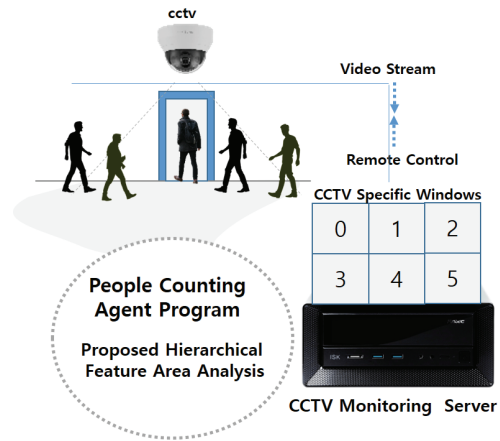 cctv
Video Stream
Remote Control
CCTV Specific Windows
0 1 2
3 4 5
People Counting
Agent Program
Proposed Hierarchical
Feature Area Analysis
ISK
CCTV Monitoring Server